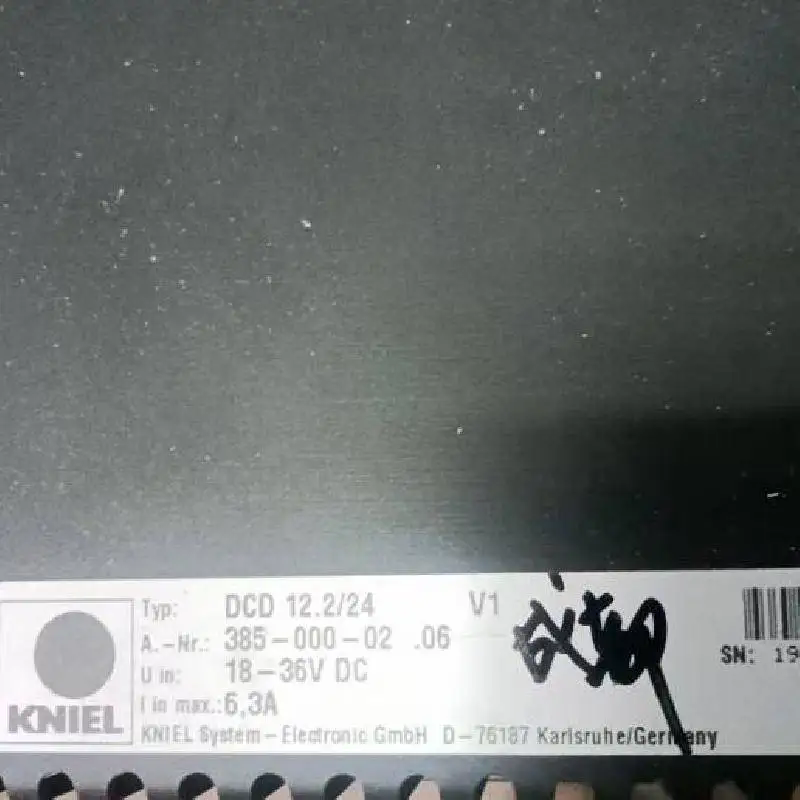 Typ: DCD 12.2/24 V1
A.-Nr.: 385-000-02 .06
U in: 18-36V DC
I in max.: 6,3A
KNIEL
KNIEL System-Electronic GmbH D-76187 Karlsruhe/Germany
SN: 19